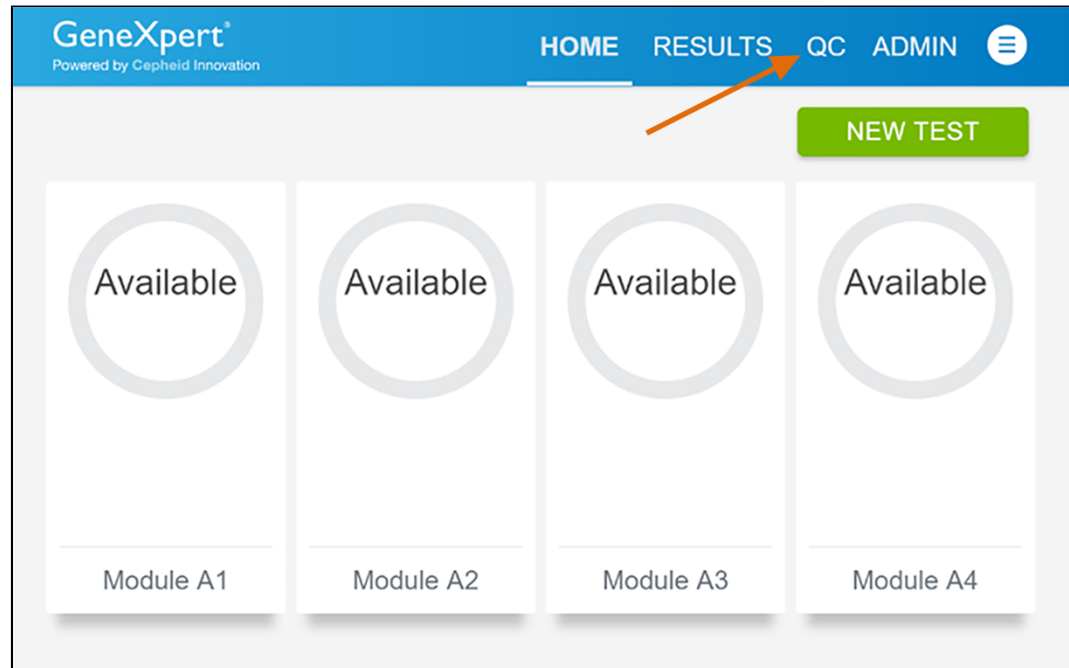 GeneXpert®
Powered by Cepheid Innovation
HOME RESULTS QC ADMIN
NEW TEST
Available Available Available Available
Module A1 Module A2 Module A3 Module A4